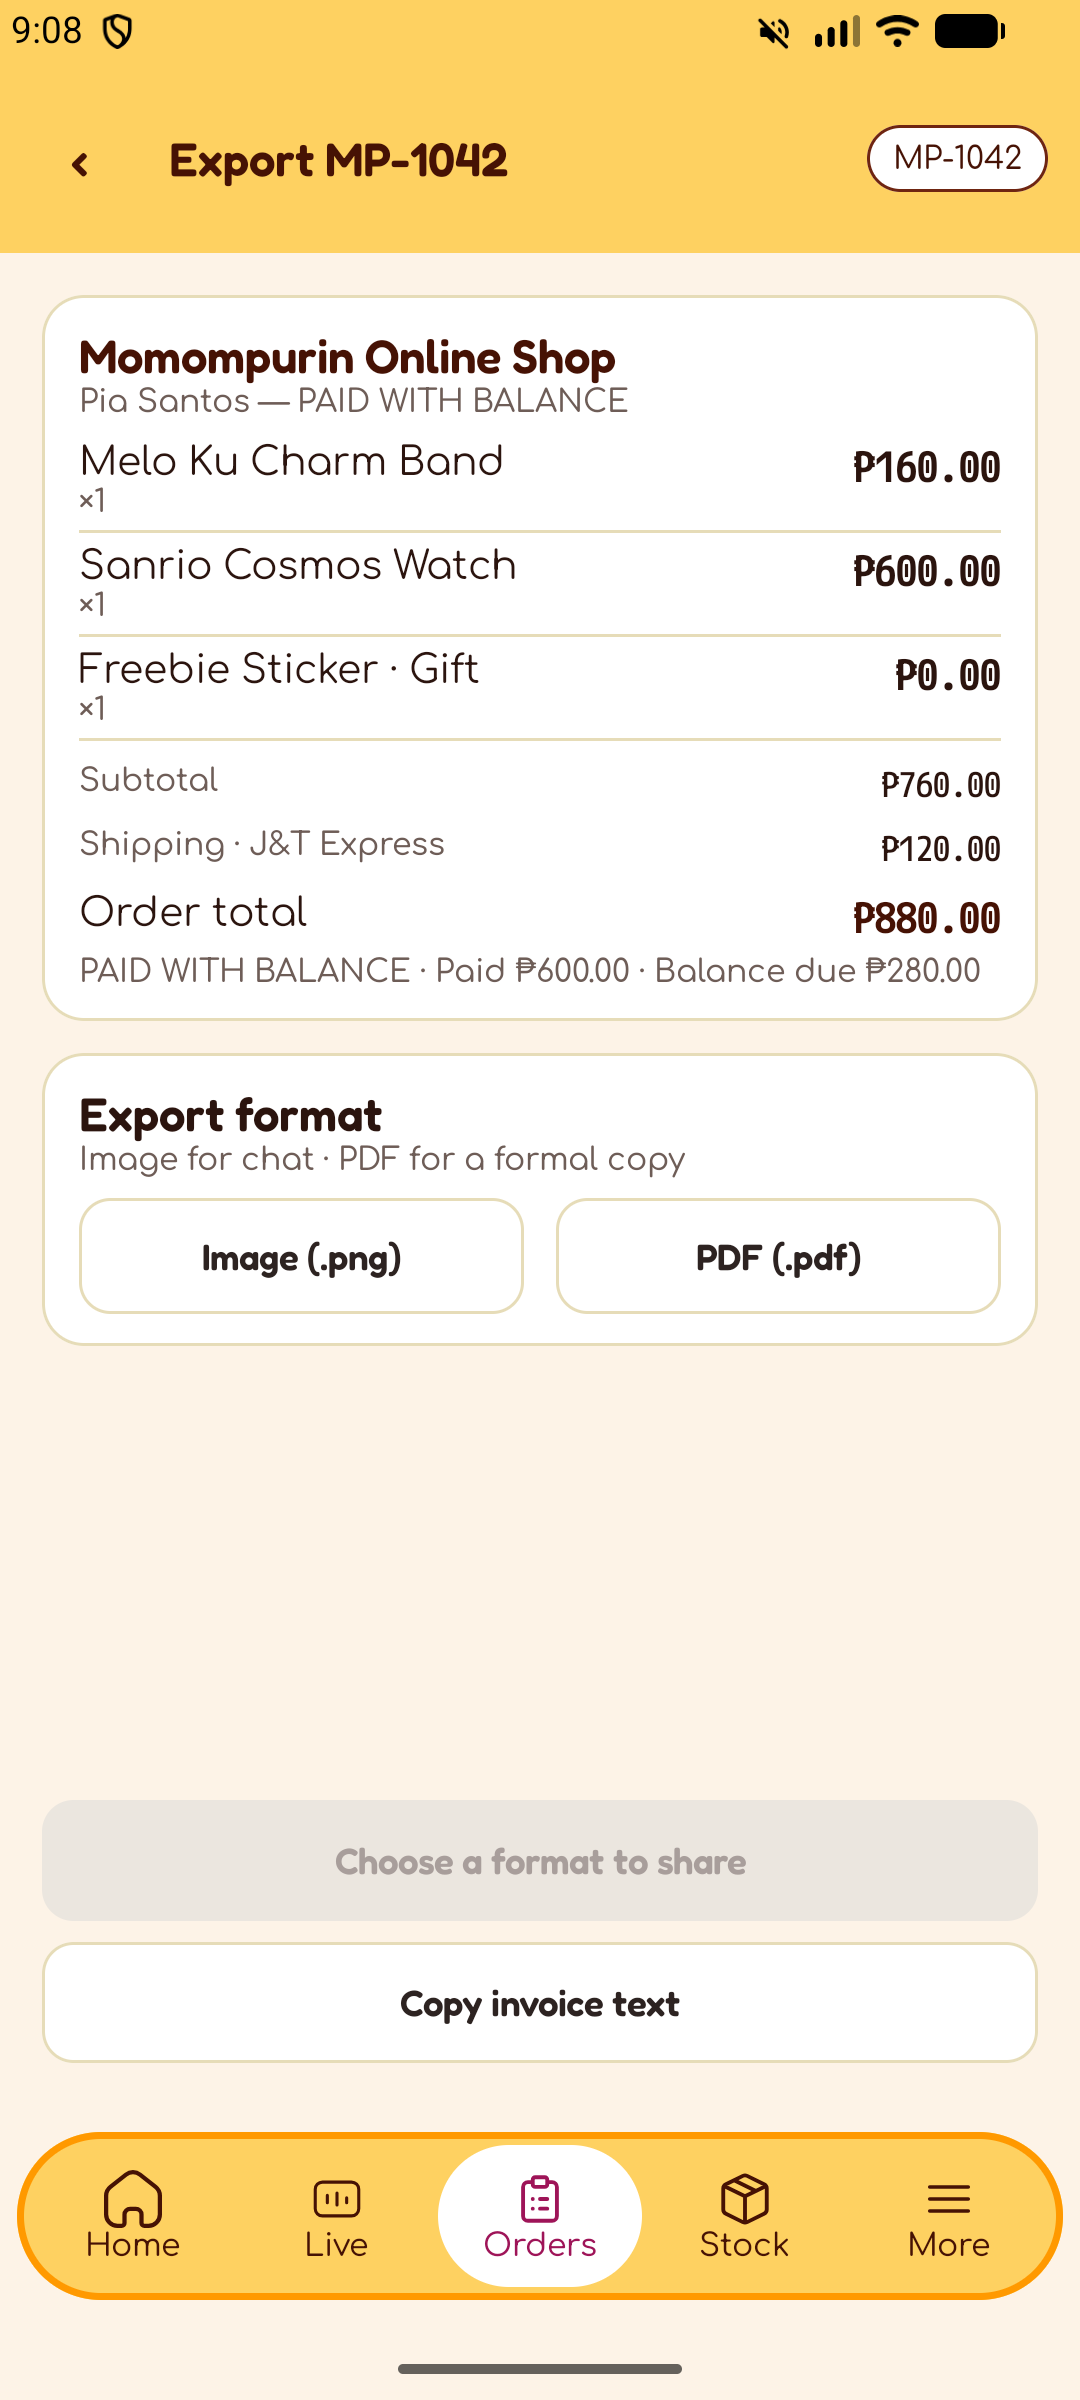 9:08
Export MP-1042
MP-1042
Momompurin Online Shop
Pia Santos — PAID WITH BALANCE
Melo Ku Charm Band ₱160.00
×1
Sanrio Cosmos Watch ₱600.00
×1
Freebie Sticker · Gift ₱0.00
×1
Subtotal ₱760.00
Shipping · J&T Express ₱120.00
Order total ₱880.00
PAID WITH BALANCE · Paid ₱600.00 · Balance due ₱280.00
Export format
Image for chat · PDF for a formal copy
Image (.png) PDF (.pdf)
Choose a format to share
Copy invoice text
Home Live Orders Stock More